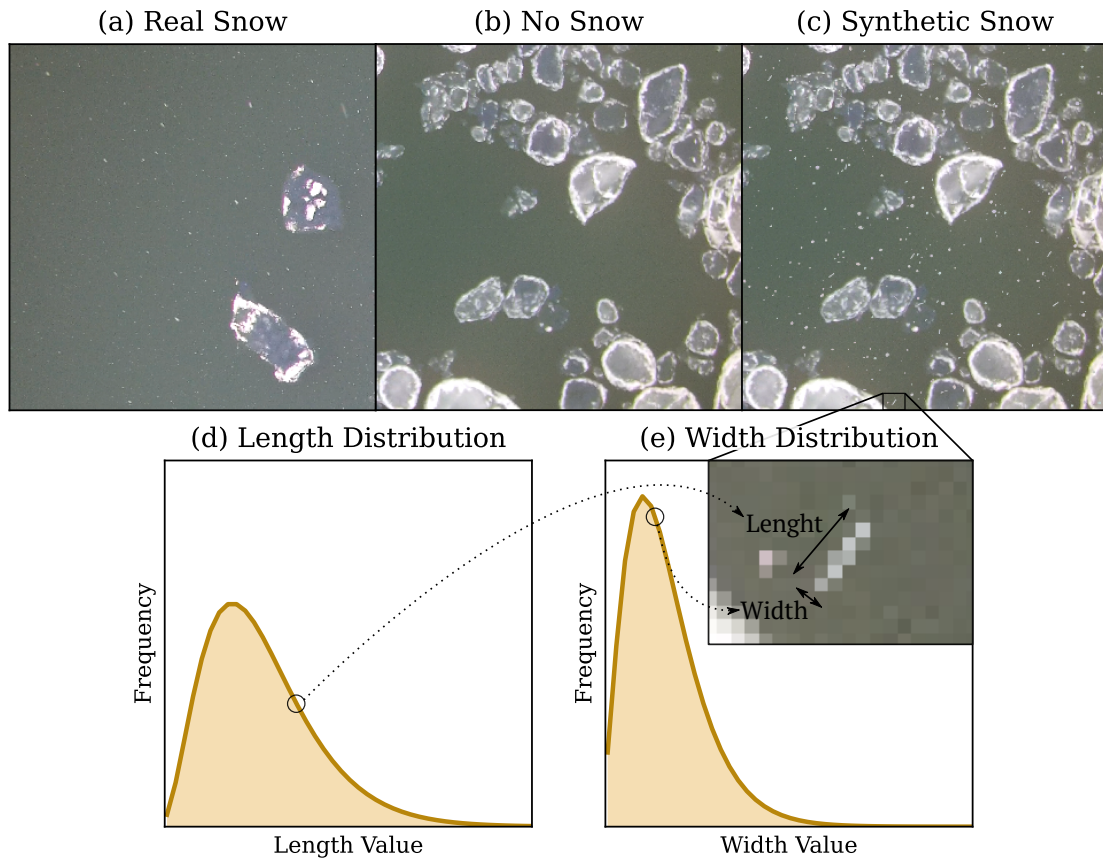 (a) Real Snow
(b) No Snow
(c) Synthetic Snow
(d) Length Distribution
(e) Width Distribution
Frequency
Length Value
Frequency
Lenght
Width
Width Value